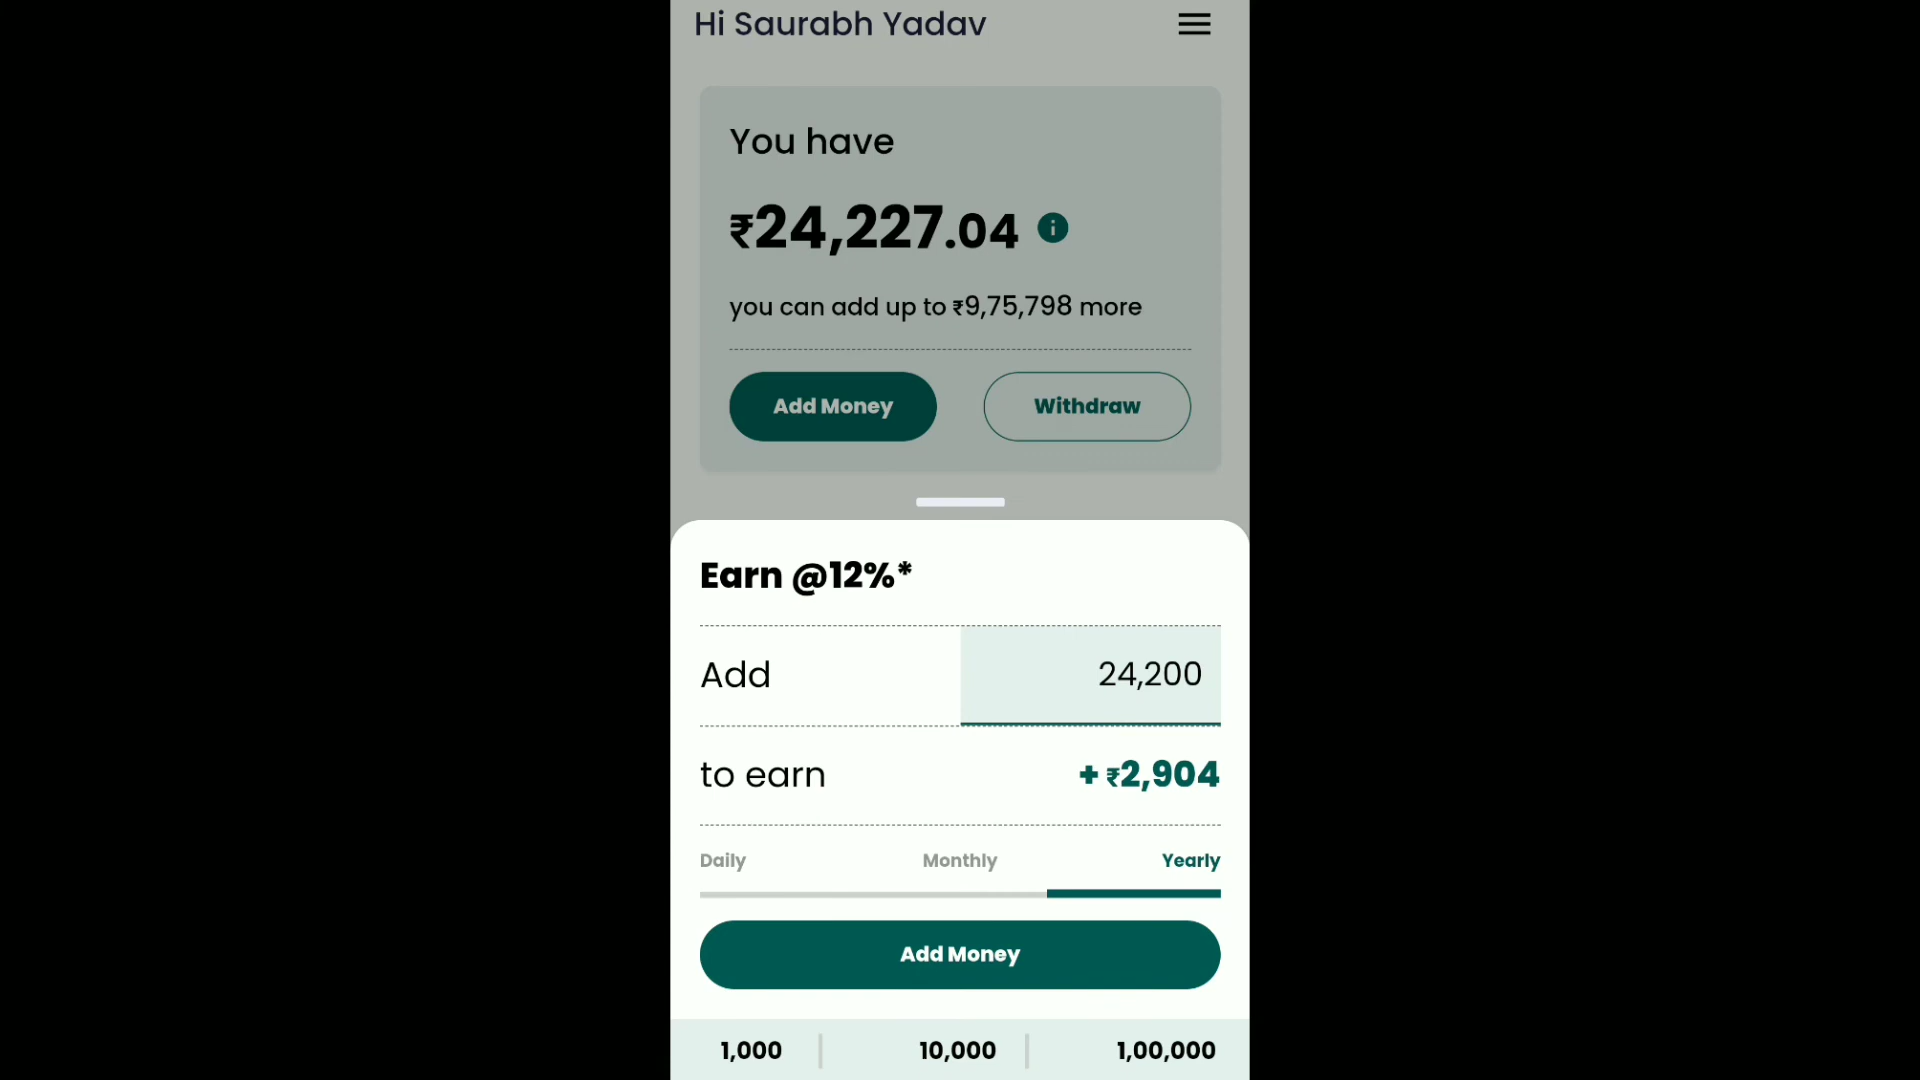 Hi Saurabh Yadav
You have
₹24,227.04
you can add up to ₹9,75,798 more
Add Money
Withdraw
Earn @12%*
Add
24,200
to earn
+ ₹2,904
Daily
Monthly
Yearly
Add Money
1,000
10,000
1,00,000